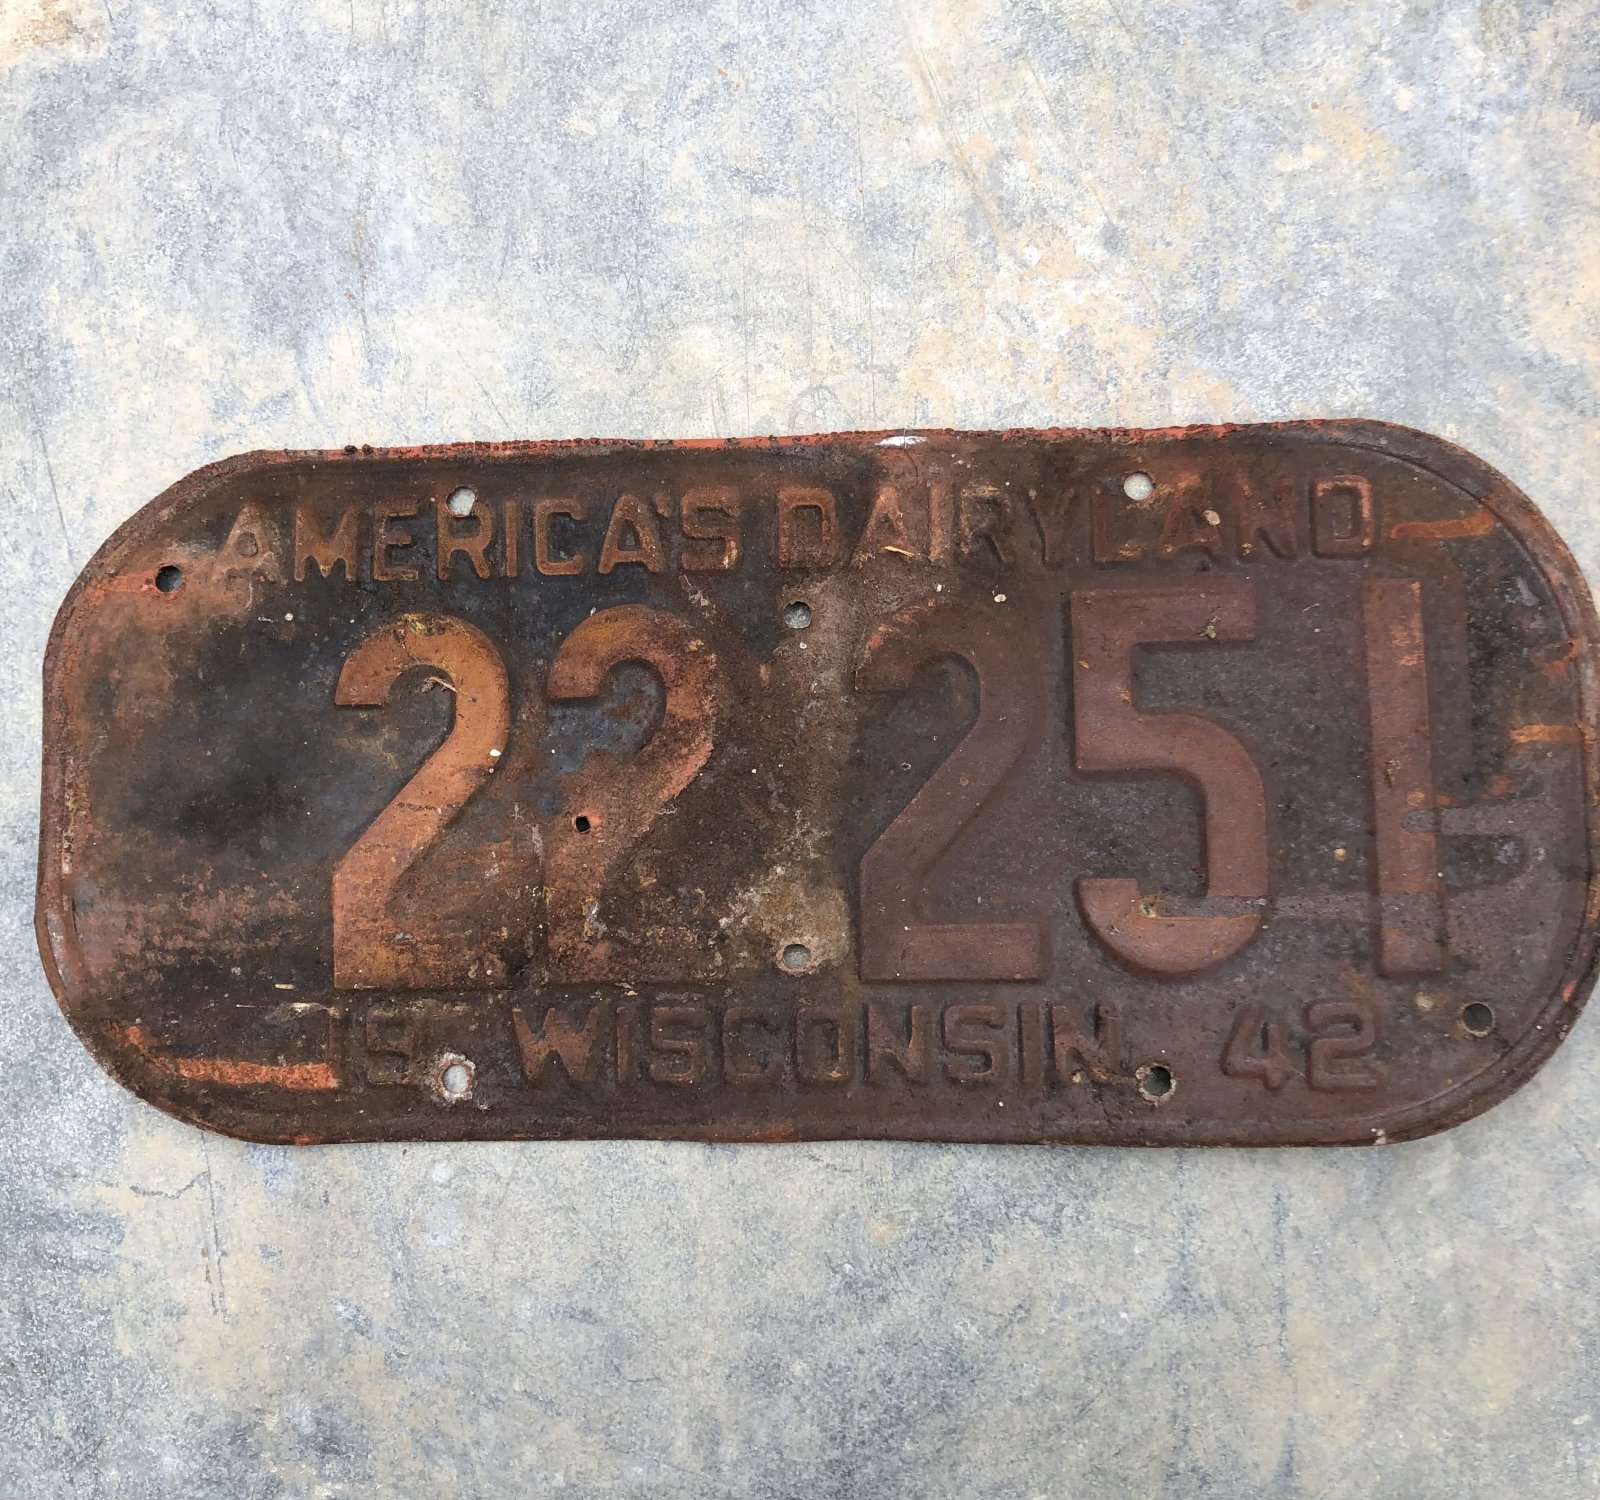 AMERICA'S DAIRYLAND
22 251
19 WISCONSIN 42